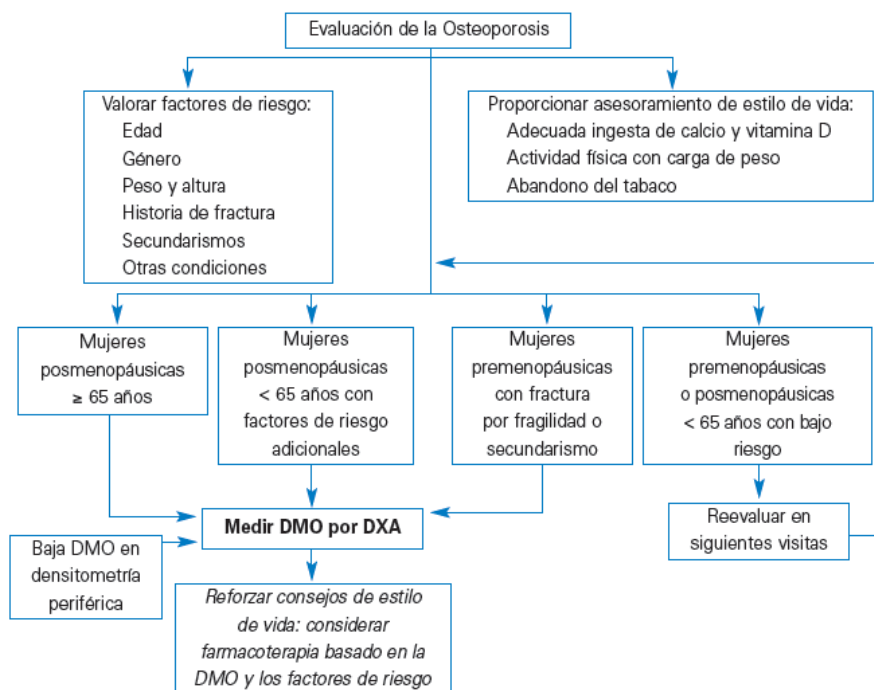 Evaluación de la Osteoporosis
Valorar factores de riesgo:
Edad
Género
Peso y altura
Historia de fractura
Secundarismos
Otras condiciones
Proporcionar asesoramiento de estilo de vida:
Adecuada ingesta de calcio y vitamina D
Actividad física con carga de peso
Abandono del tabaco
Mujeres
posmenopáusicas
≥ 65 años
Mujeres
posmenopáusicas
< 65 años con
factores de riesgo
adicionales
Mujeres
premenopáusicas
con fractura
por fragilidad o
secundarismo
Mujeres
premenopáusicas
o posmenopáusicas
< 65 años con bajo
riesgo
Medir DMO por DXA
Reevaluar en
siguientes visitas
Baja DMO en
densitometría
periférica
Reforzar consejos de estilo
de vida: considerar
farmacoterapia basado en la
DMO y los factores de riesgo